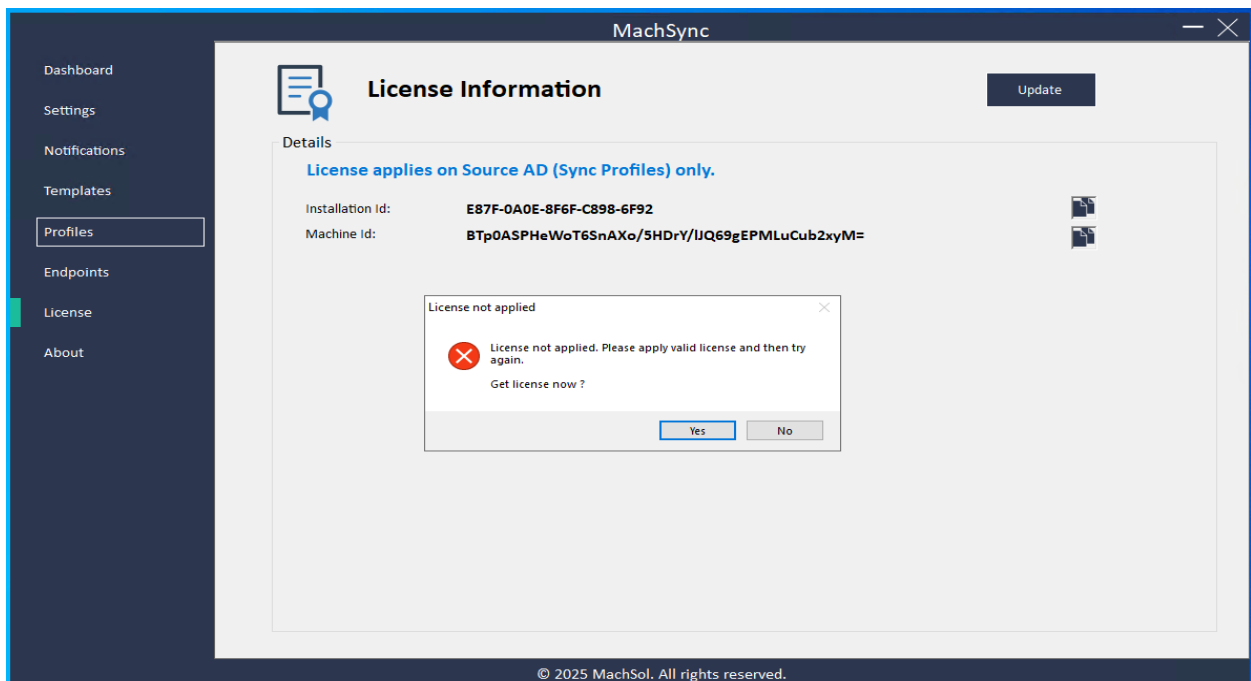 MachSync
Dashboard
Settings
Notifications
Templates
Profiles
Endpoints
License
About
License Information
Update
Details
License applies on Source AD (Sync Profiles) only.
Installation Id: E87F-0A0E-8F6F-C898-6F92
Machine Id: BTp0ASPHeWoT6SnAXo/5HDrY/lJQ69gEPMLuCub2xyM=
License not applied
License not applied. Please apply valid license and then try
again.
Get license now ?
Yes No
© 2025 MachSol. All rights reserved.